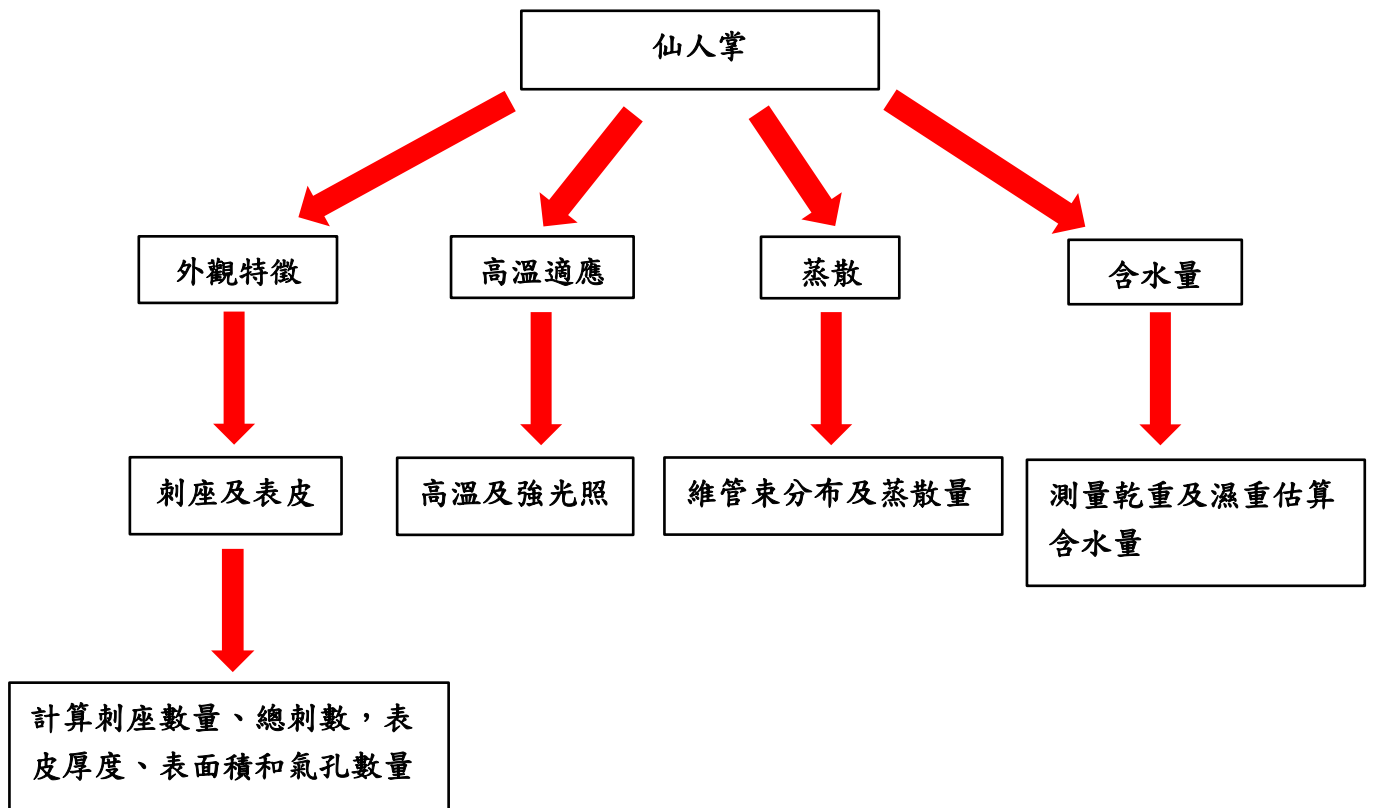 仙人掌
外觀特徵
高溫適應
蒸散
含水量
刺座及表皮
高溫及強光照
維管束分布及蒸散量
測量乾重及濕重估算
含水量
計算刺座數量、總刺數，表
皮厚度、表面積和氣孔數量